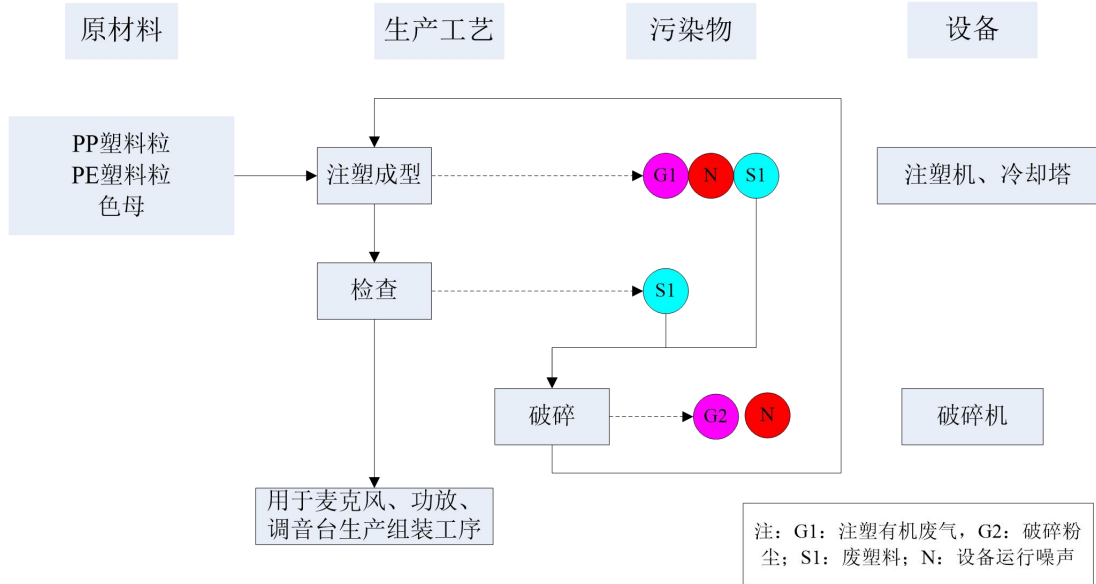 原材料
生产工艺
污染物
设备
PP塑料粒
PE塑料粒
色母
注塑成型
G1
N
S1
注塑机、冷却塔
检查
S1
破碎
G2
N
破碎机
用于麦克风、功放、
调音台生产组装工序
注：G1：注塑有机废气，G2：破碎粉
尘；S1：废塑料；N：设备运行噪声